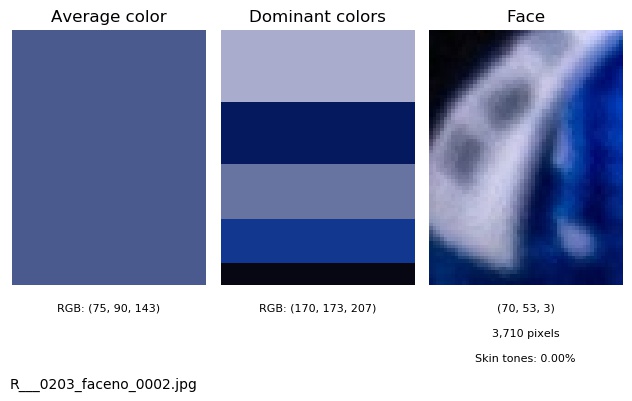 Average color
Dominant colors
Face
RGB: (75, 90, 143)
RGB: (170, 173, 207)
(70, 53, 3)
3,710 pixels
Skin tones: 0.00%
R___0203_faceno_0002.jpg